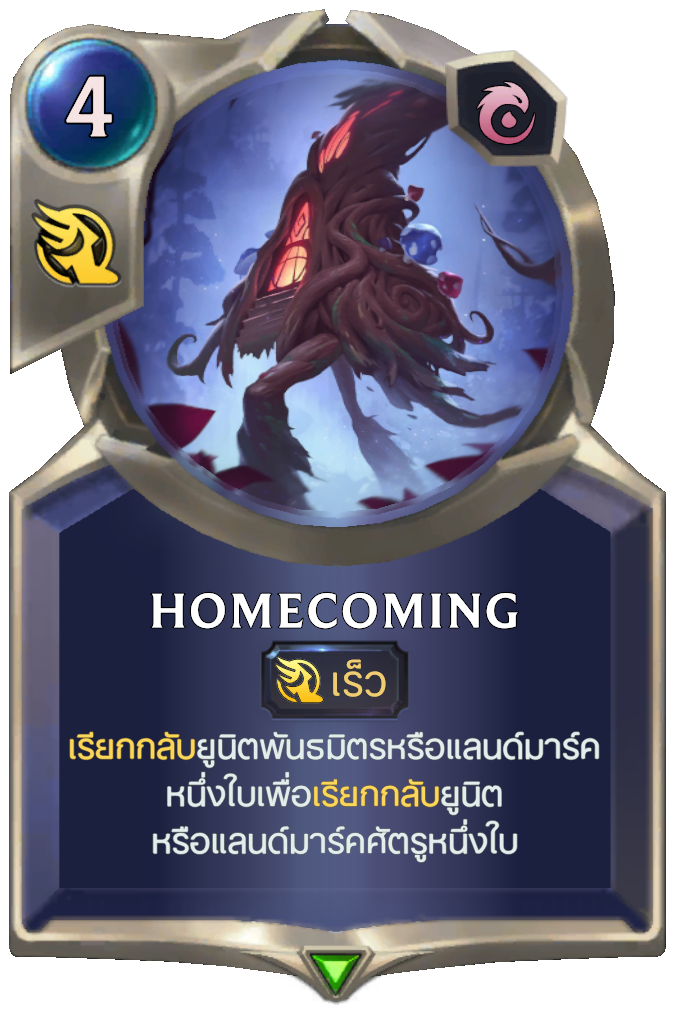 4
HOMECOMING
เร็ว
เรียกกลับยูนิตพันธมิตรหรือแลนด์มาร์ค
หนึ่งใบเพื่อเรียกกลับยูนิต
หรือแลนด์มาร์คศัตรูหนึ่งใบ